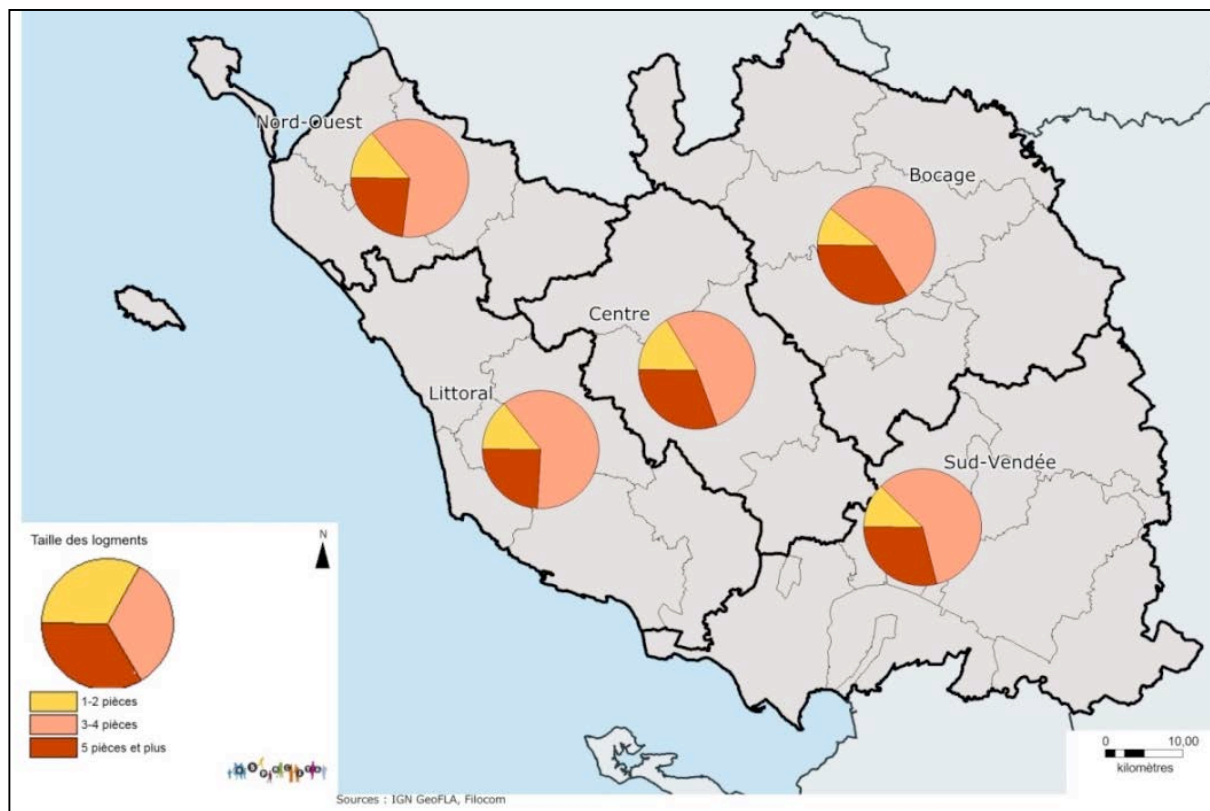 Nord-Ouest
Bocage
Centre
Littoral
Sud-Vendée
Taille des logments
N
1-2 pièces
3-4 pièces
5 pièces et plus
0 10,00
kilomètres
Sources : IGN GeoFLA, Filocom